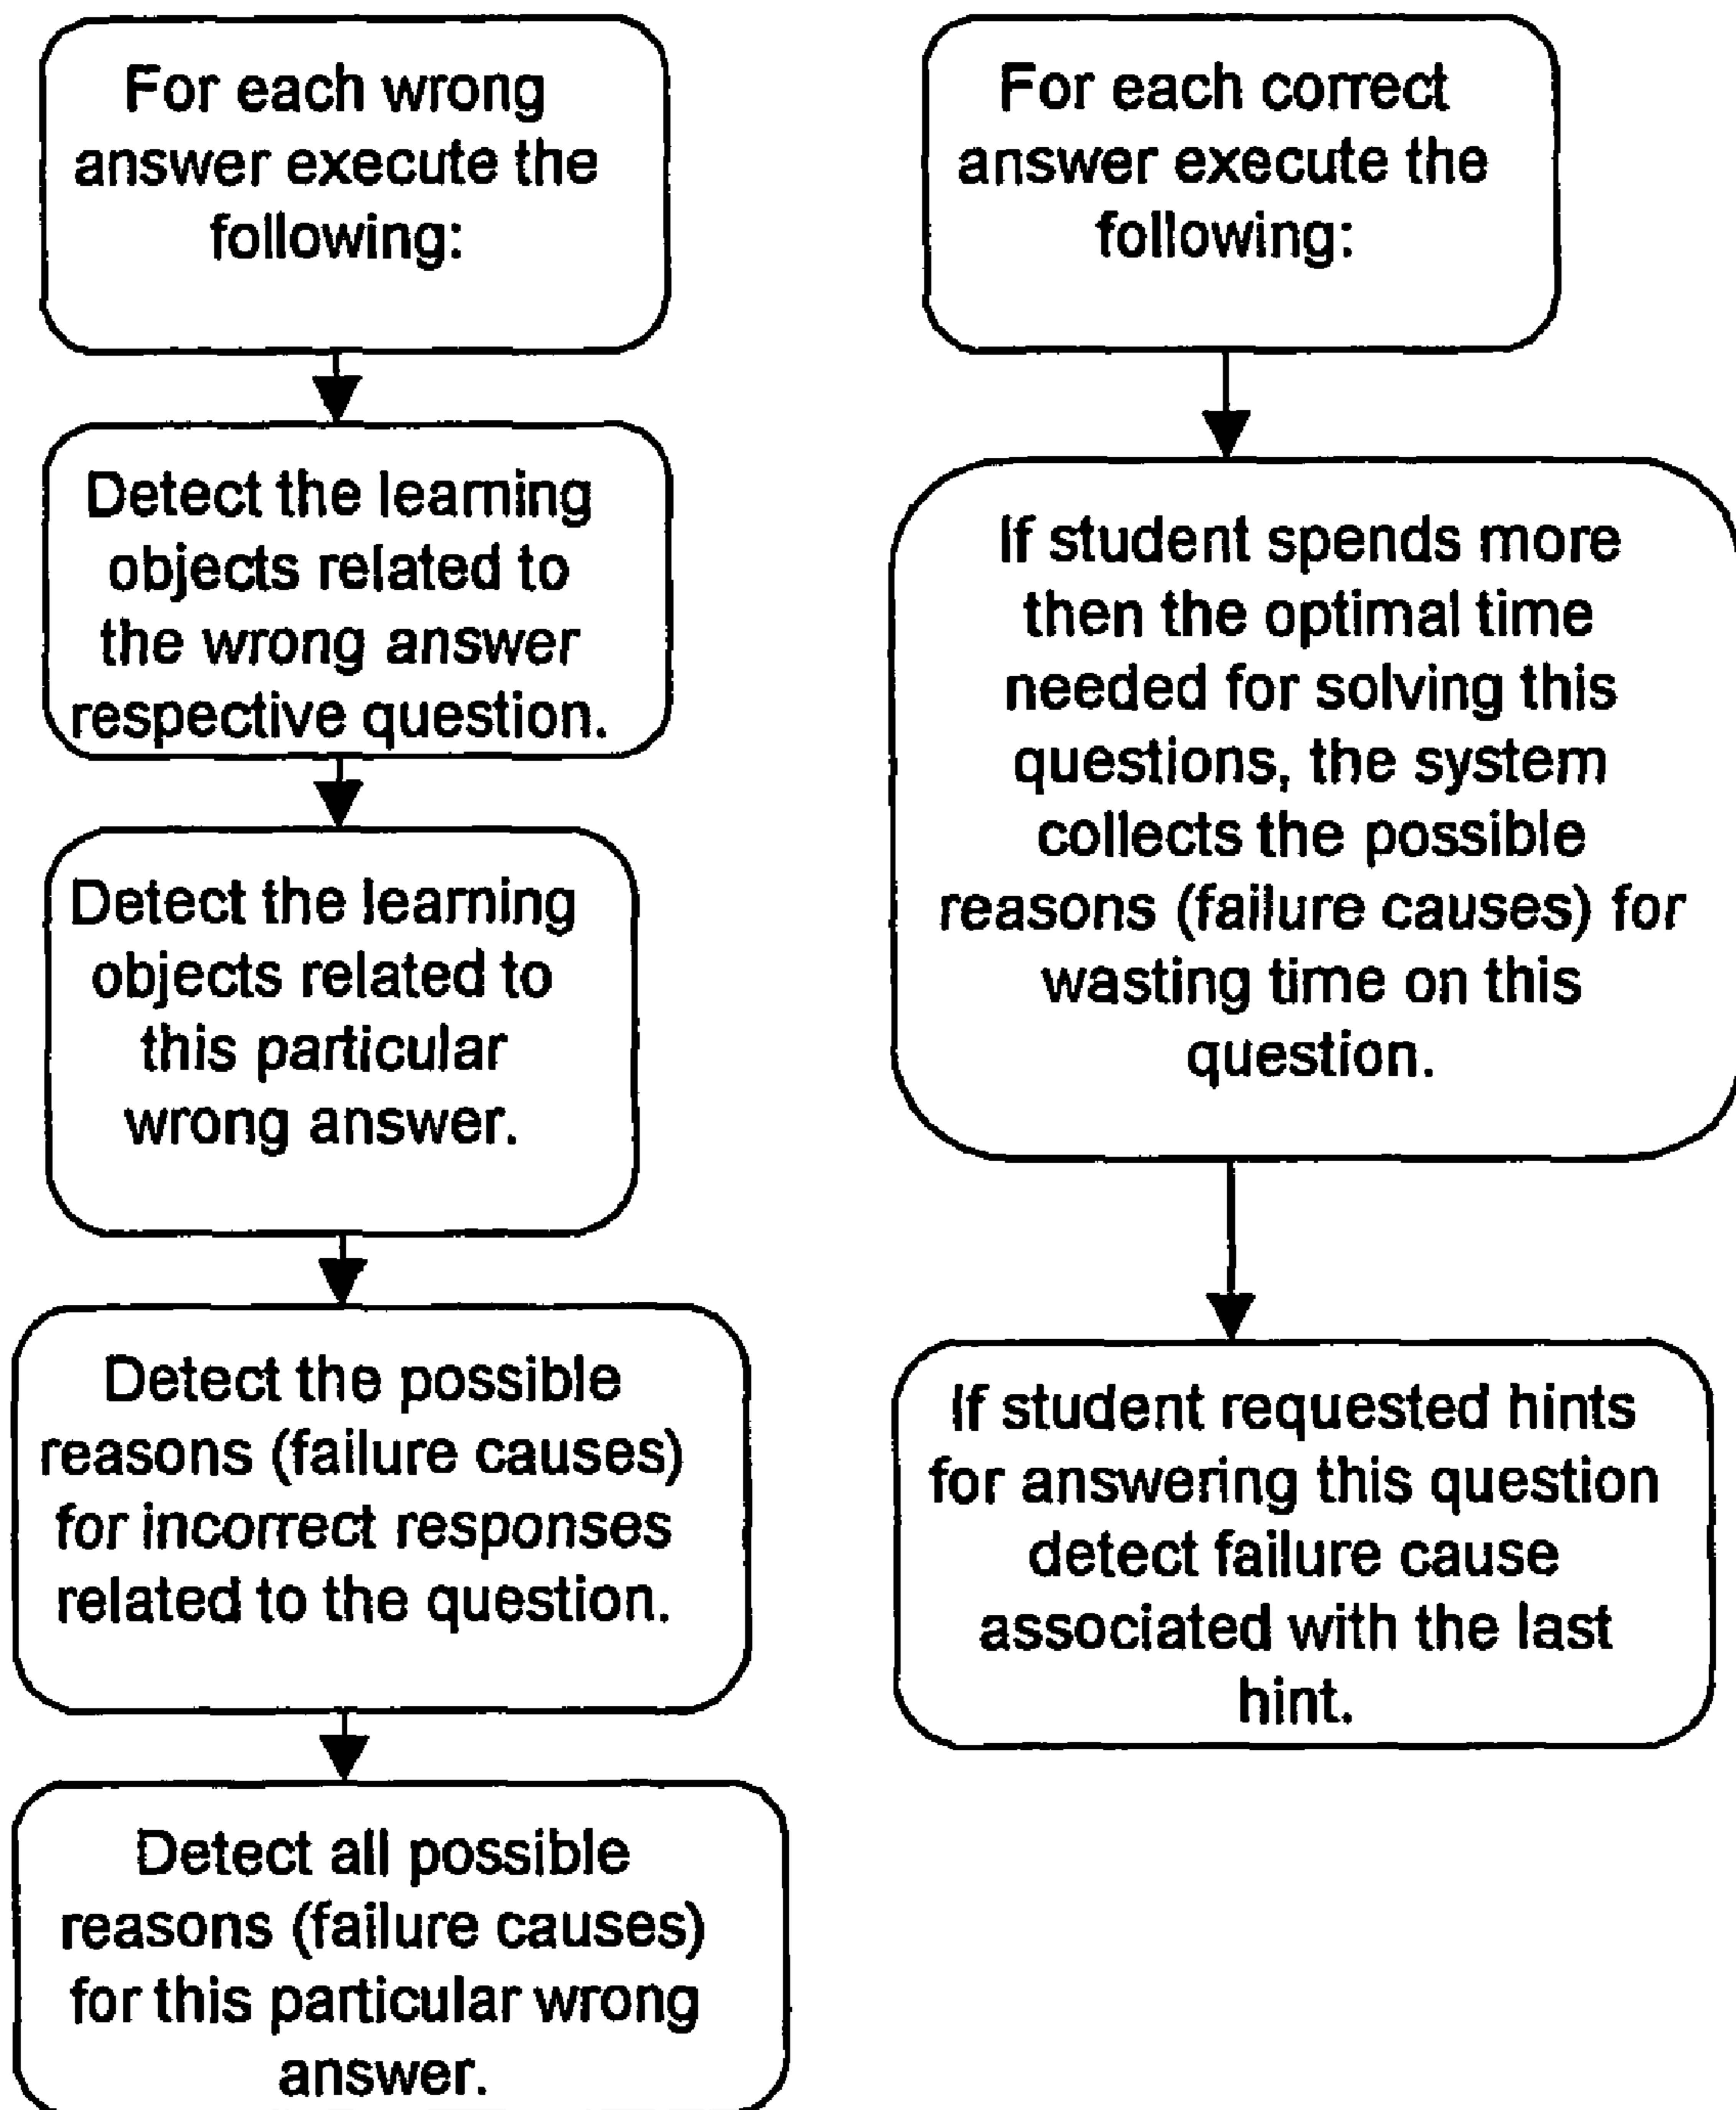 For each wrong
answer execute the
following:
Detect the learning
objects related to
the wrong answer
respective question.
Detect the learning
objects related to
this particular
wrong answer.
Detect the possible
reasons (failure causes)
for incorrect responses
related to the question.
Detect all possible
reasons (failure causes)
for this particular wrong
answer.
For each correct
answer execute the
following:
If student spends more
then the optimal time
needed for solving this
questions, the system
collects the possible
reasons (failure causes) for
wasting time on this
question.
If student requested hints
for answering this question
detect failure cause
associated with the last
hint.